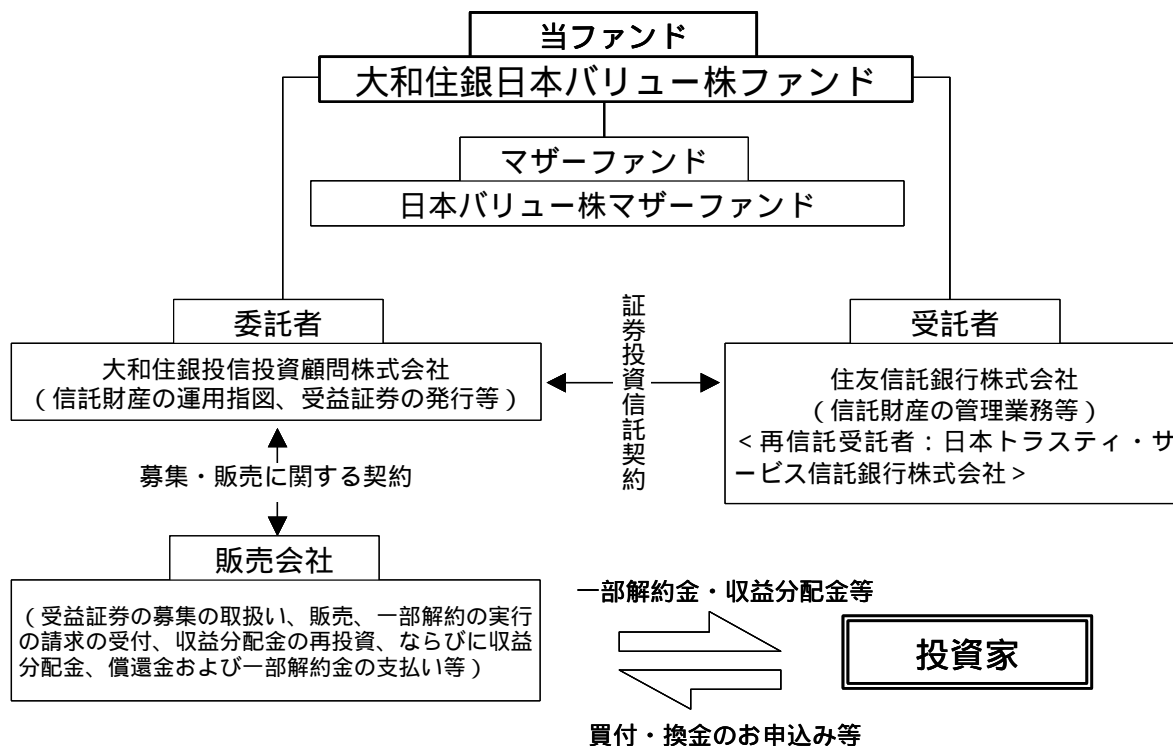 当ファンド
大和住銀日本バリュー株ファンド
マザーファンド
日本バリュー株マザーファンド
委託者
大和住銀投信投資顧問株式会社
（信託財産の運用指図、受益証券の発行等）
証券投資信託契約
受託者
住友信託銀行株式会社
（信託財産の管理業務等）
＜再信託受託者：日本トラスティ・サ
ービス信託銀行株式会社＞
募集・販売に関する契約
販売会社
（受益証券の募集の取扱い、販売、一部解約の実行
の請求の受付、収益分配金の再投資、ならびに収益
分配金、償還金および一部解約金の支払い等）
一部解約金・収益分配金等
投資家
買付・換金のお申込み等